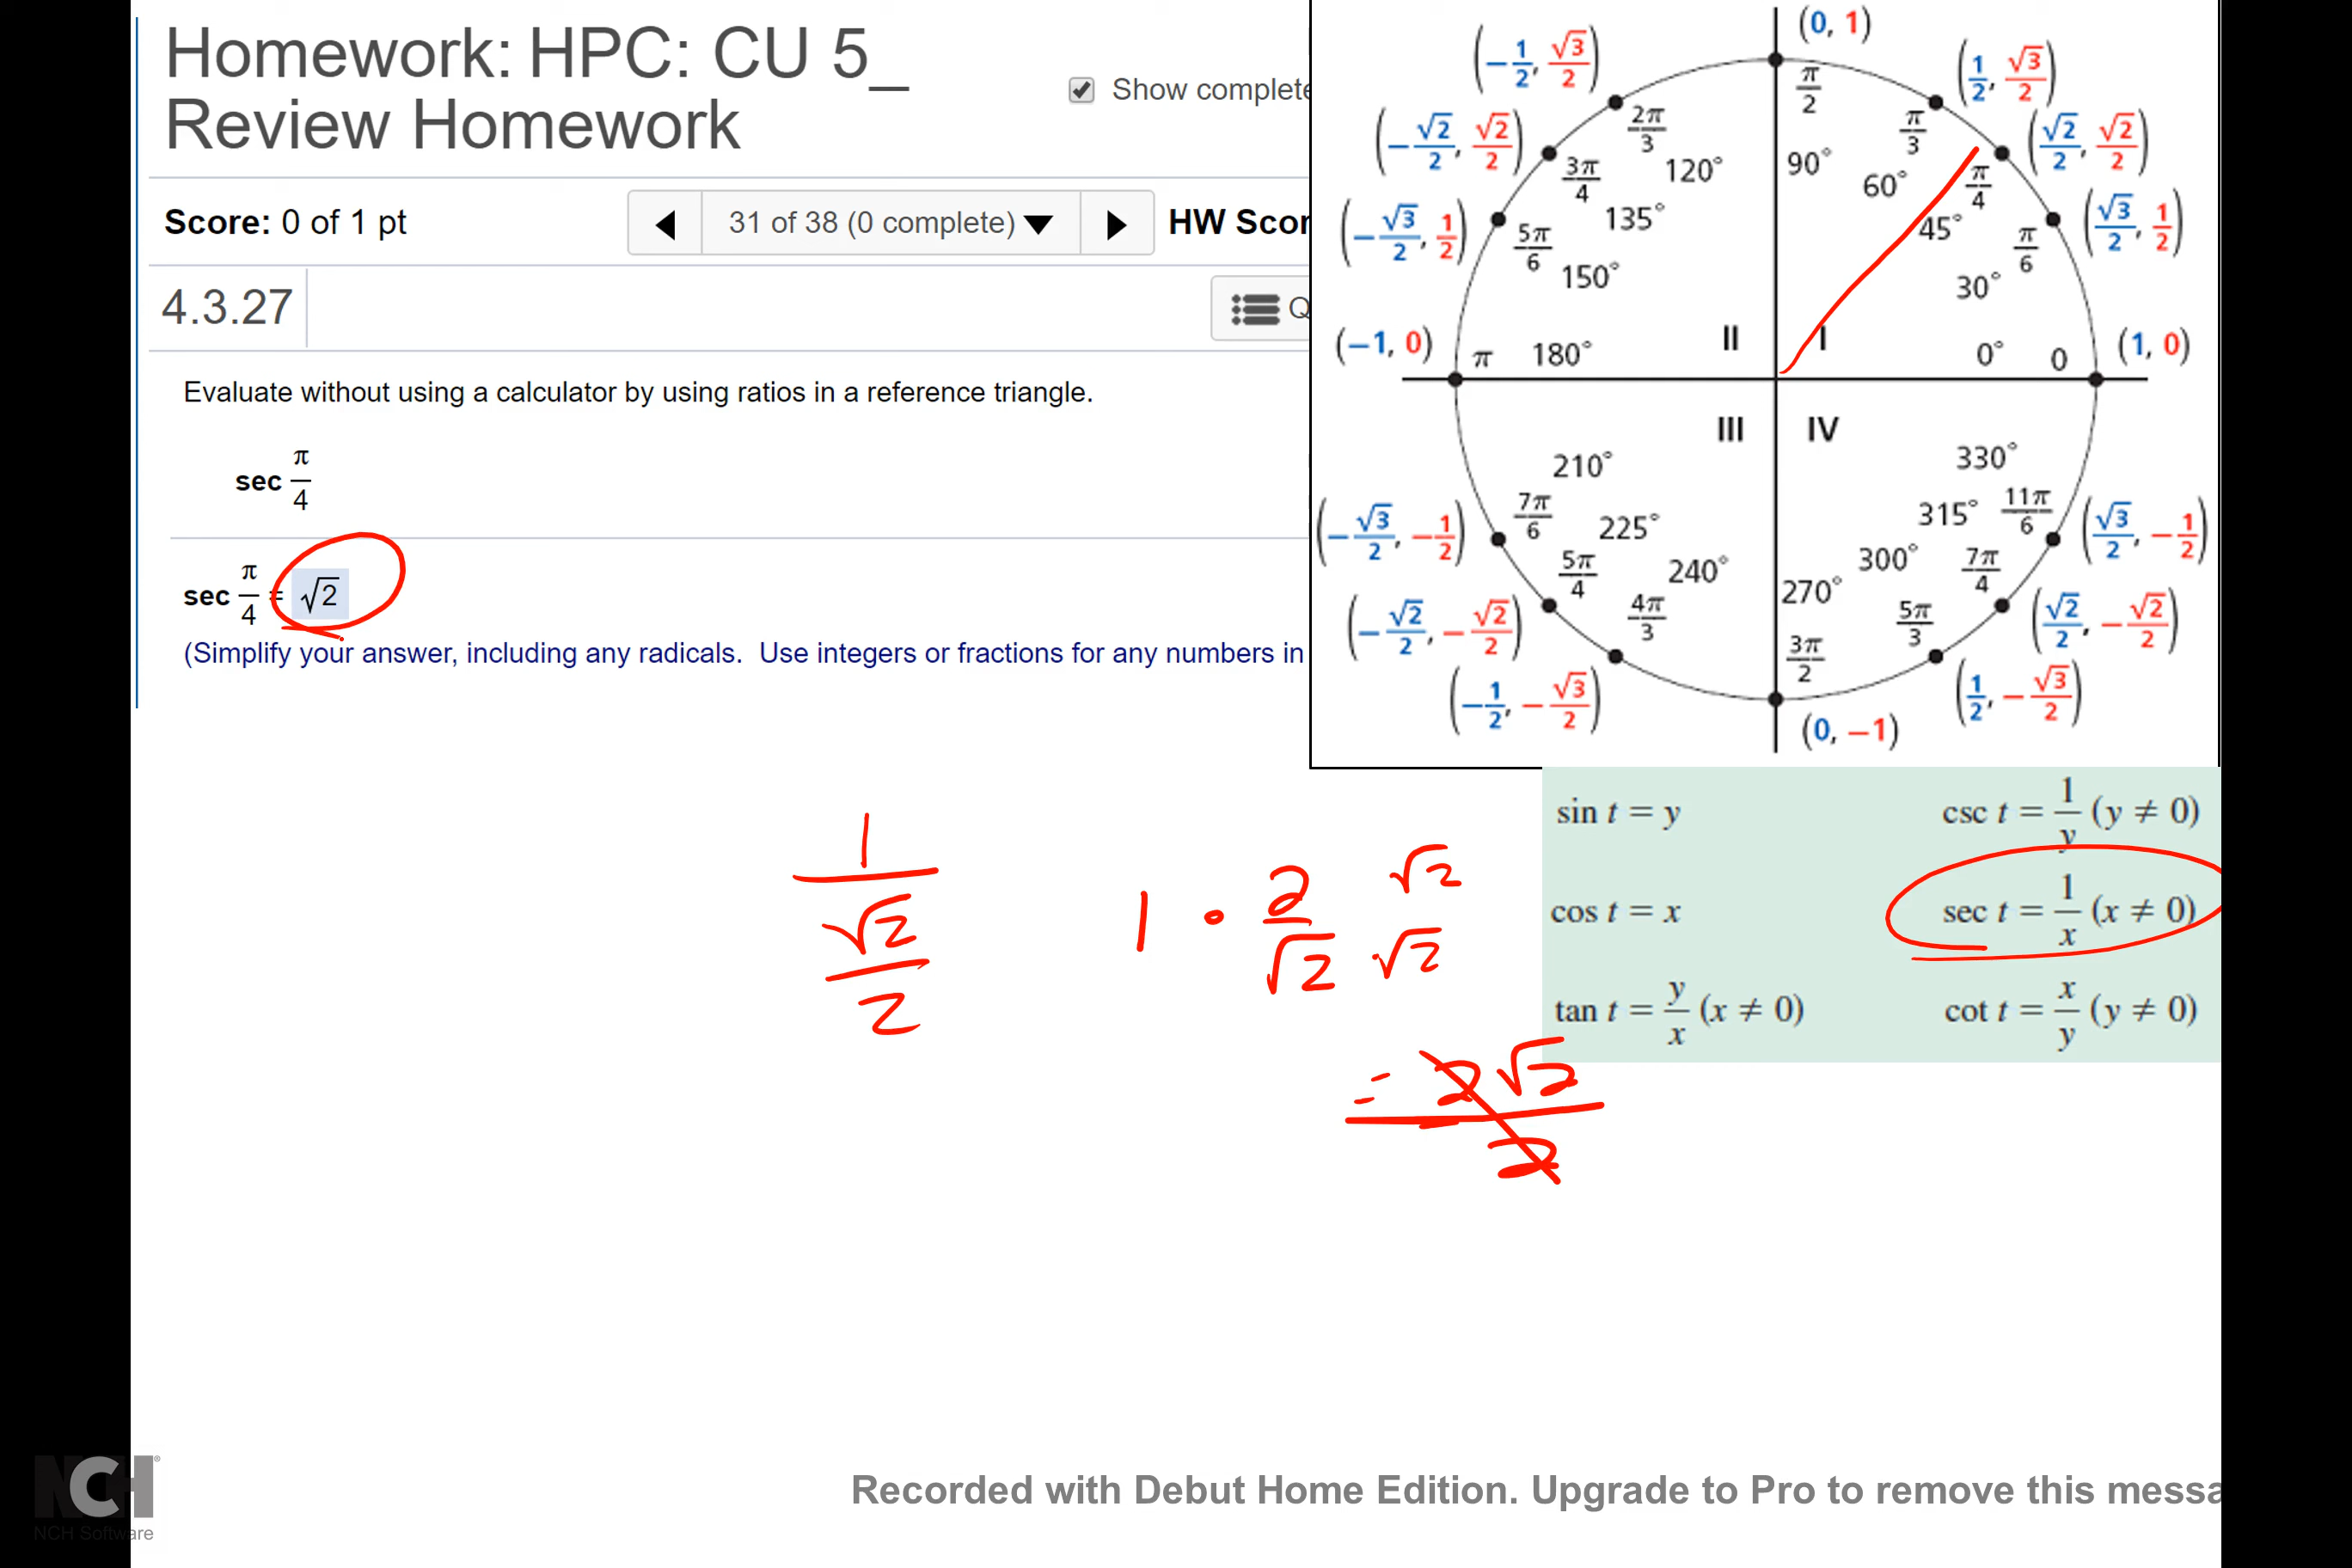 Homework: HPC: CU 5_
Review Homework
Show complete
Score: 0 of 1 pt
31 of 38 (0 complete)
HW Scor
4.3.27
Q
Evaluate without using a calculator by using ratios in a reference triangle.
sec π/4
sec π/4 = √2
(Simplify your answer, including any radicals. Use integers or fractions for any numbers in
(0, 1)
(−1/2, √3/2)
(1/2, √3/2)
(−√2/2, √2/2)
(√2/2, √2/2)
(−√3/2, 1/2)
(√3/2, 1/2)
2π/3 120°
π/2 90°
π/3 60°
3π/4 135°
π/4 45°
5π/6 150°
π/6 30°
(−1, 0) π 180°
II I
0° 0 (1, 0)
III IV
210° 7π/6
330° 11π/6
(−√3/2, −1/2)
(√3/2, −1/2)
225° 5π/4
315° 7π/4
(−√2/2, −√2/2)
(√2/2, −√2/2)
240° 4π/3
270° 3π/2
300° 5π/3
(−1/2, −√3/2)
(1/2, −√3/2)
(0, −1)
sin t = y
csc t = 1/y (y ≠ 0)
cos t = x
sec t = 1/x (x ≠ 0)
tan t = y/x (x ≠ 0)
cot t = x/y (y ≠ 0)
1
√2
2
1 · 2/√2 √2/√2
= 2√2/2
NCH®
NCH Software
Recorded with Debut Home Edition. Upgrade to Pro to remove this messa